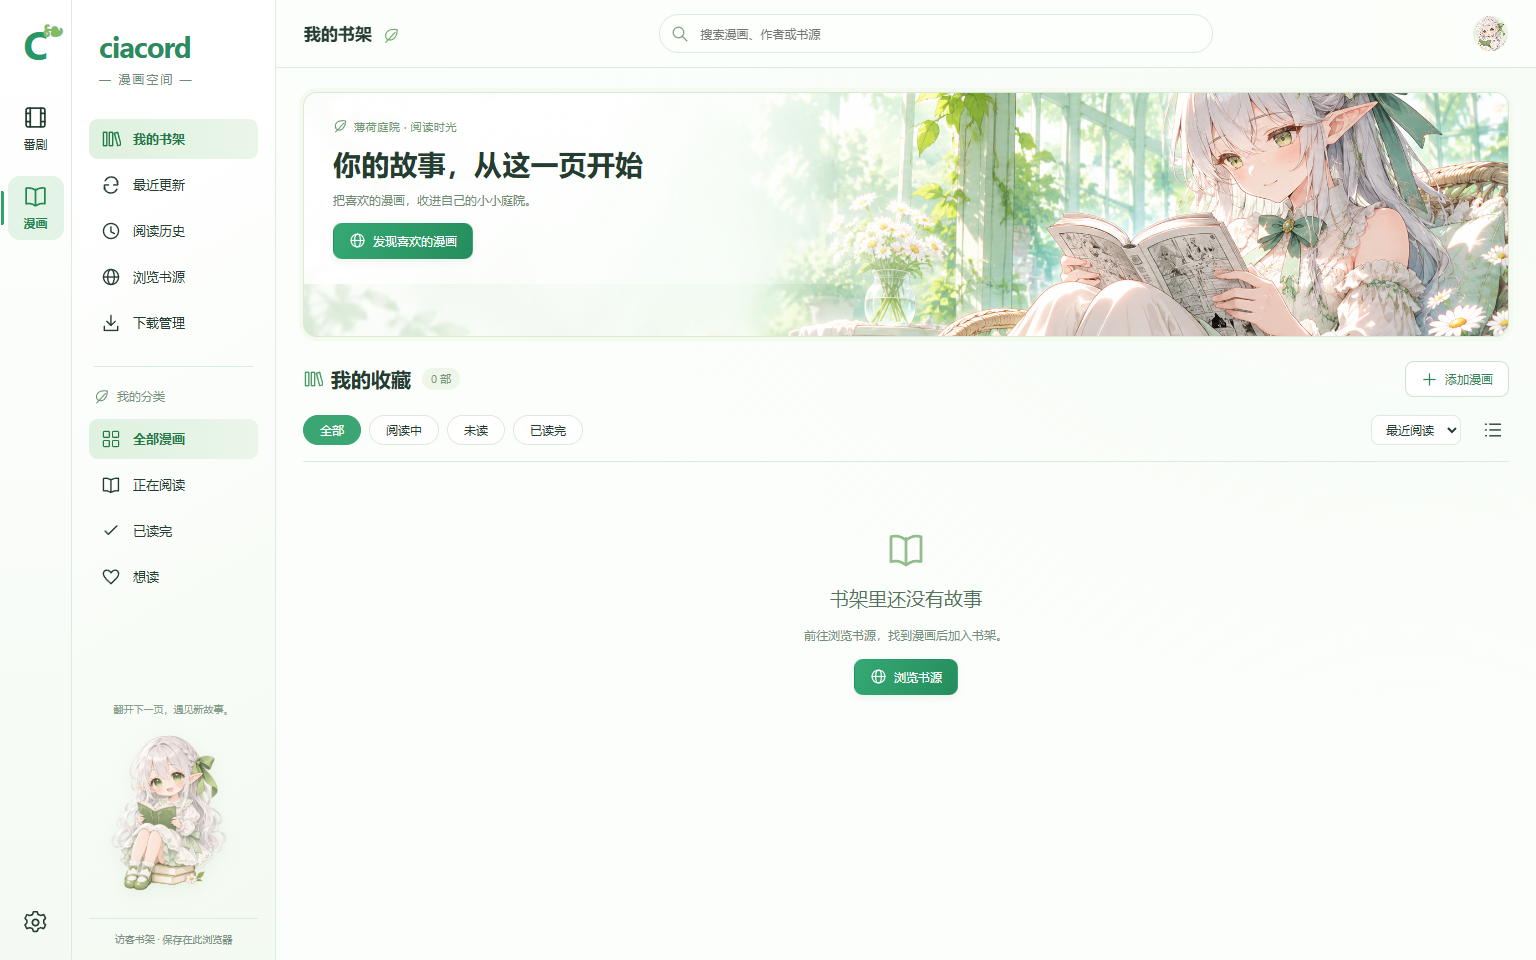 C
番剧
漫画
ciacord
— 漫画空间 —
我的书架
最近更新
阅读历史
浏览书源
下载管理
我的分类
全部漫画
正在阅读
已读完
想读
翻开下一页，遇见新故事。
访客书架 · 保存在此浏览器
我的书架
搜索漫画、作者或书源
薄荷庭院 · 阅读时光
你的故事，从这一页开始
把喜欢的漫画，收进自己的小小庭院。
发现喜欢的漫画
我的收藏
0 部
添加漫画
全部
阅读中
未读
已读完
最近阅读
书架里还没有故事
前往浏览书源，找到漫画后加入书架。
浏览书源